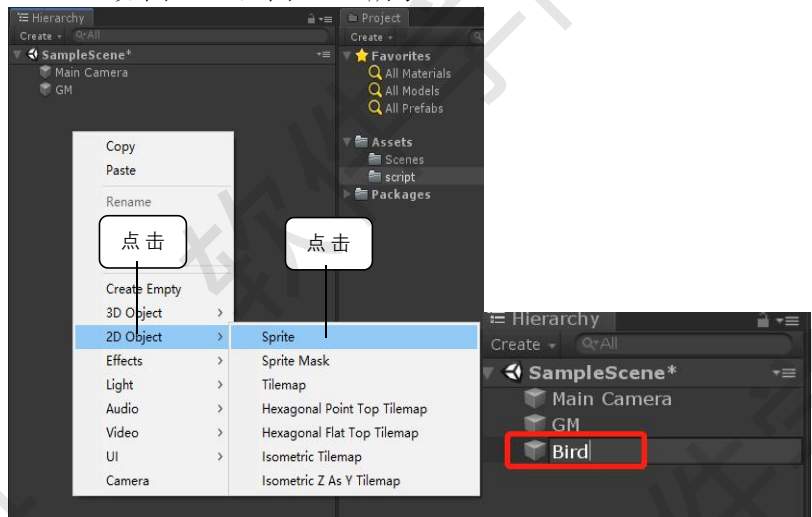 Hierarchy
Create
All
SampleScene*
Main Camera
GM
Project
Create
Favorites
All Materials
All Models
All Prefabs
Assets
Scenes
script
Packages
Copy
Paste
Rename
点击
点击
Create Empty
3D Object
2D Object
Effects
Light
Audio
Video
UI
Camera
Sprite
Sprite Mask
Tilemap
Hexagonal Point Top Tilemap
Hexagonal Flat Top Tilemap
Isometric Tilemap
Isometric Z As Y Tilemap
Hierarchy
Create
All
SampleScene*
Main Camera
GM
Bird